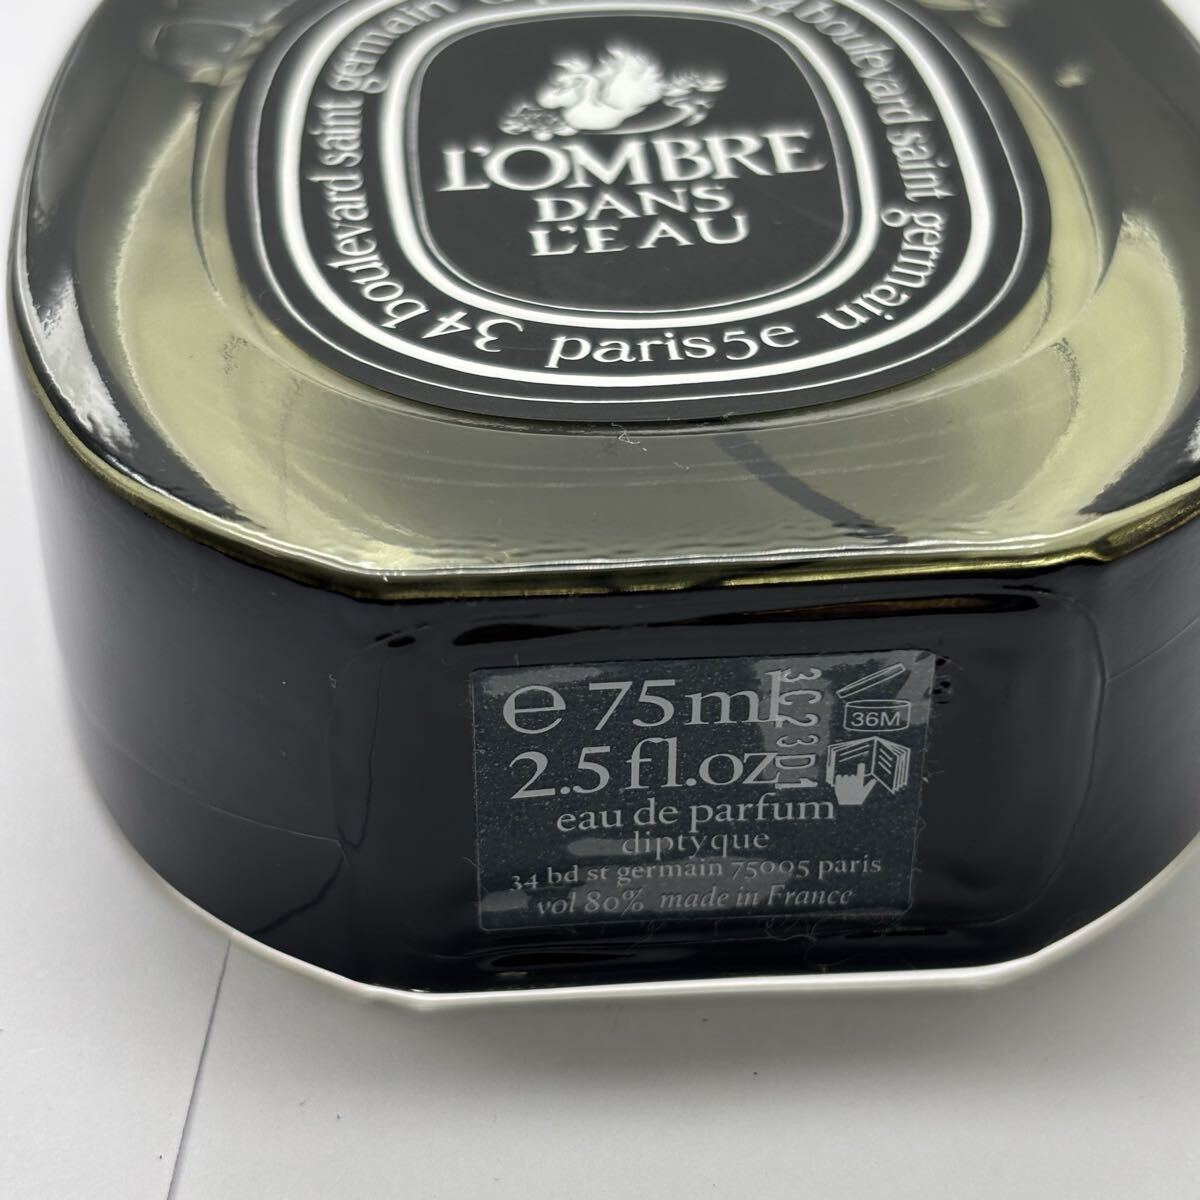 34 boulevard saint germain
paris 5e
34 boulevard saint germain
L'OMBRE
DANS
L'EAU
e 75ml
2.5 fl.oz
eau de parfum
diptyque
34 bd st germain 75005 paris
vol 80% made in France
3C23D1
36M